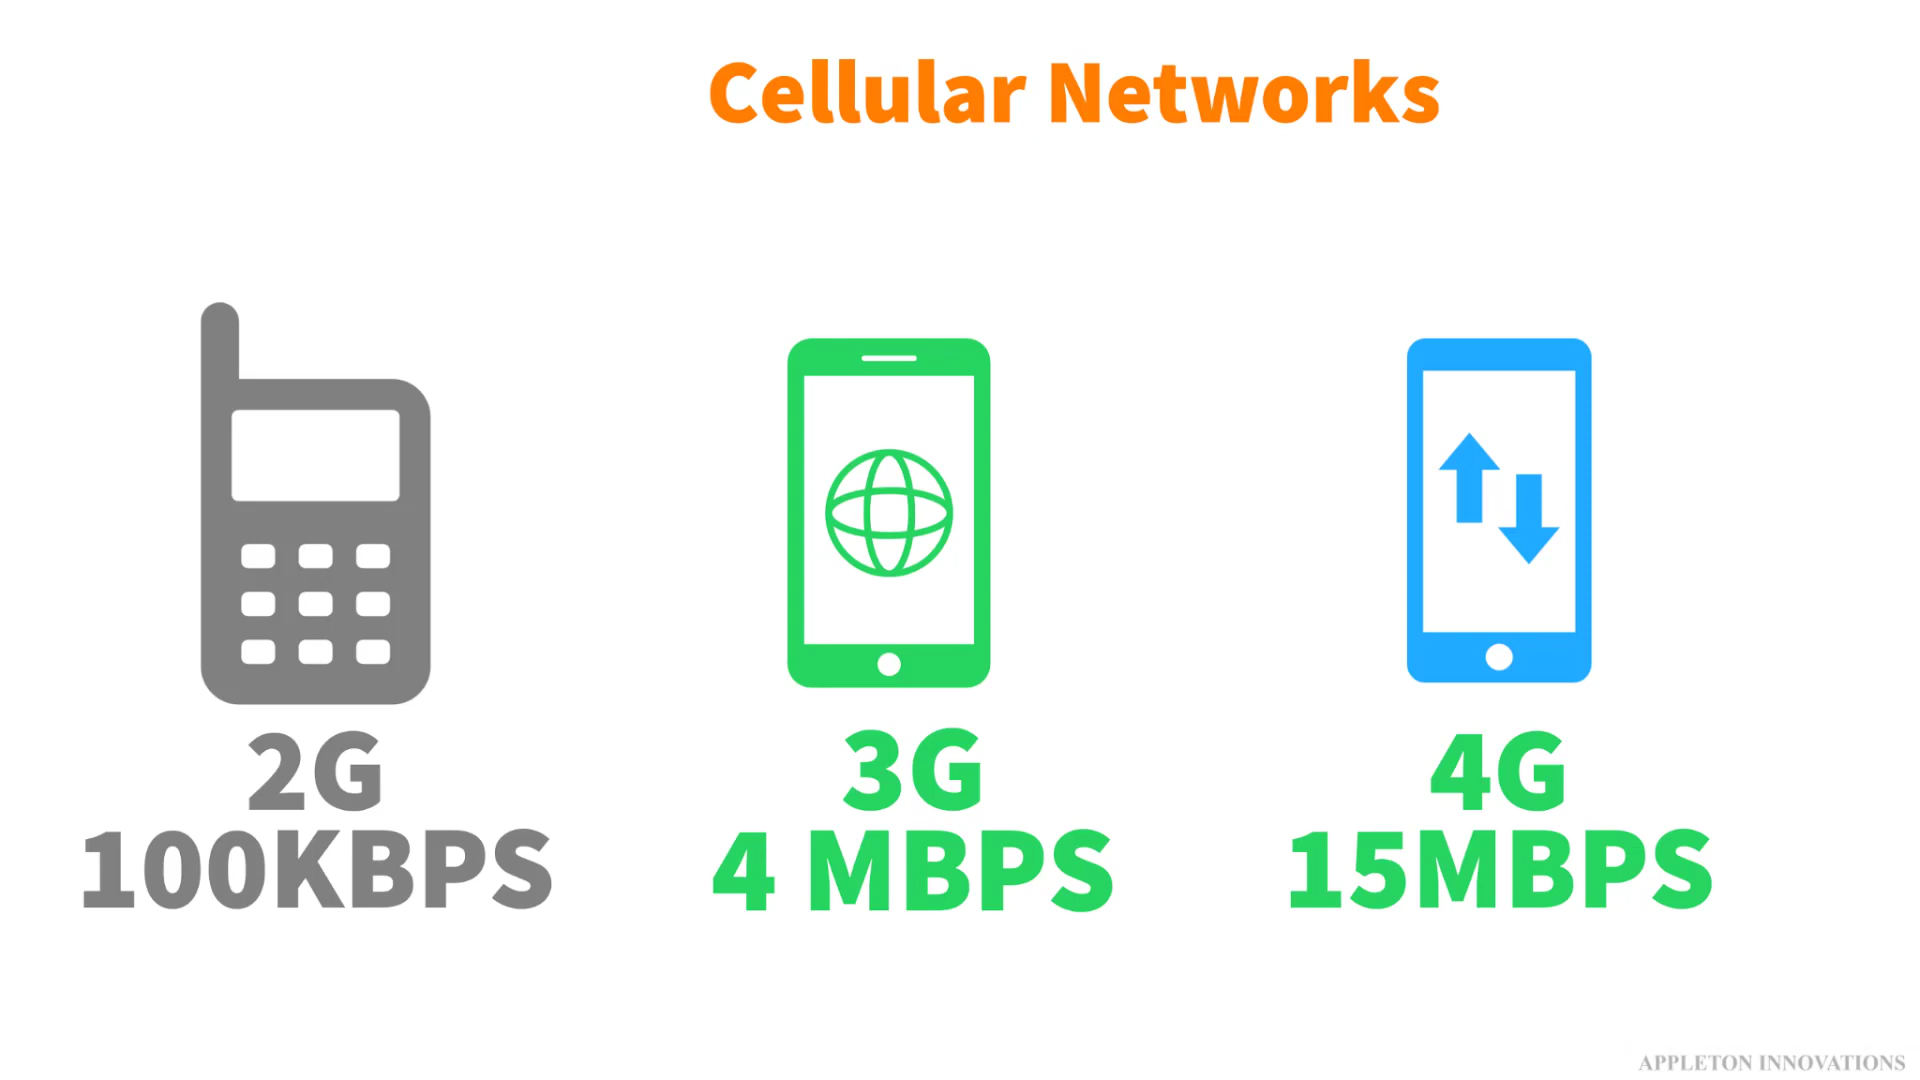 Cellular Networks
2G
100KBPS
3G
4 MBPS
4G
15MBPS
APPLETON INNOVATIONS